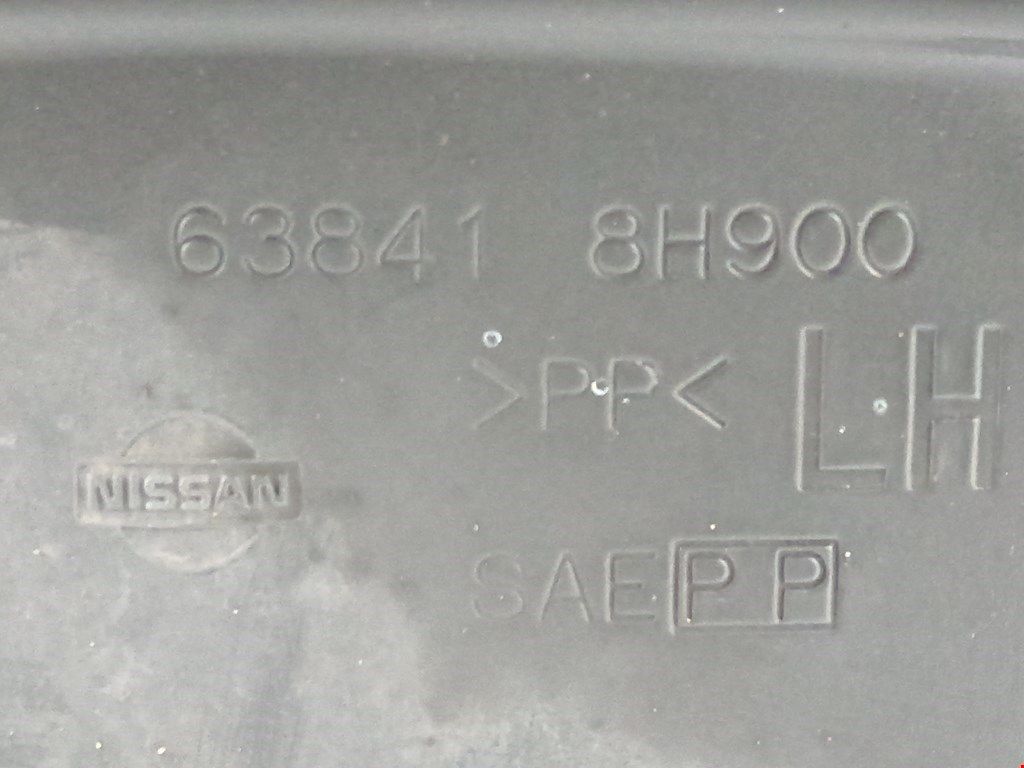 63841 8H900
>PP< LH
NISSAN
SAE PP